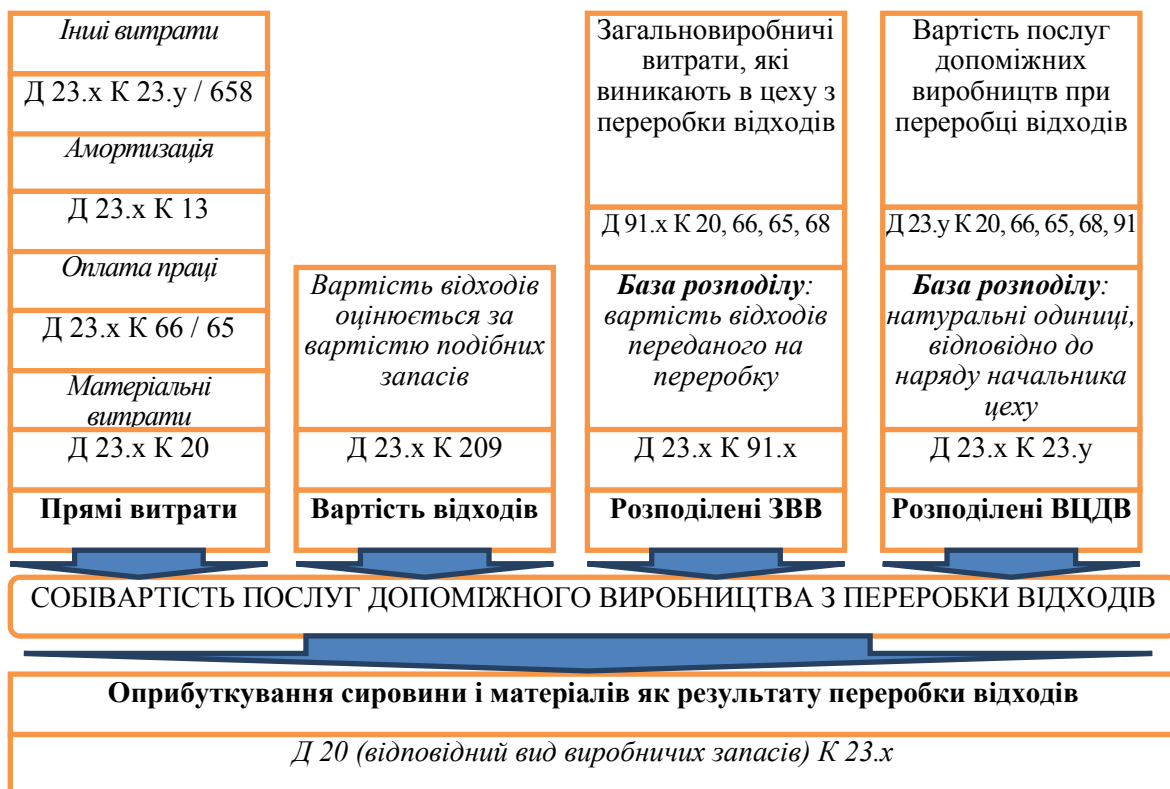 Інші витрати
Д 23.х К 23.у / 658
Амортизація
Д 23.х К 13
Оплата праці
Д 23.х К 66 / 65
Матеріальні
витрати
Д 23.х К 20
Прямі витрати
Вартість відходів
оцінюється за
вартістю подібних
запасів
Д 23.х К 209
Вартість відходів
Загальновиробничі
витрати, які
виникають в цеху з
переробки відходів
Д 91.х К 20, 66, 65, 68
База розподілу:
вартість відходів
переданого на
переробку
Д 23.х К 91.х
Розподілені ЗВВ
Вартість послуг
допоміжних
виробництв при
переробці відходів
Д 23.у К 20, 66, 65, 68, 91
База розподілу:
натуральні одиниці,
відповідно до
наряду начальника
цеху
Д 23.х К 23.у
Розподілені ВЦДВ
СОБІВАРТІСТЬ ПОСЛУГ ДОПОМІЖНОГО ВИРОБНИЦТВА З ПЕРЕРОБКИ ВІДХОДІВ
Оприбуткування сировини і матеріалів як результату переробки відходів
Д 20 (відповідний вид виробничих запасів) К 23.х